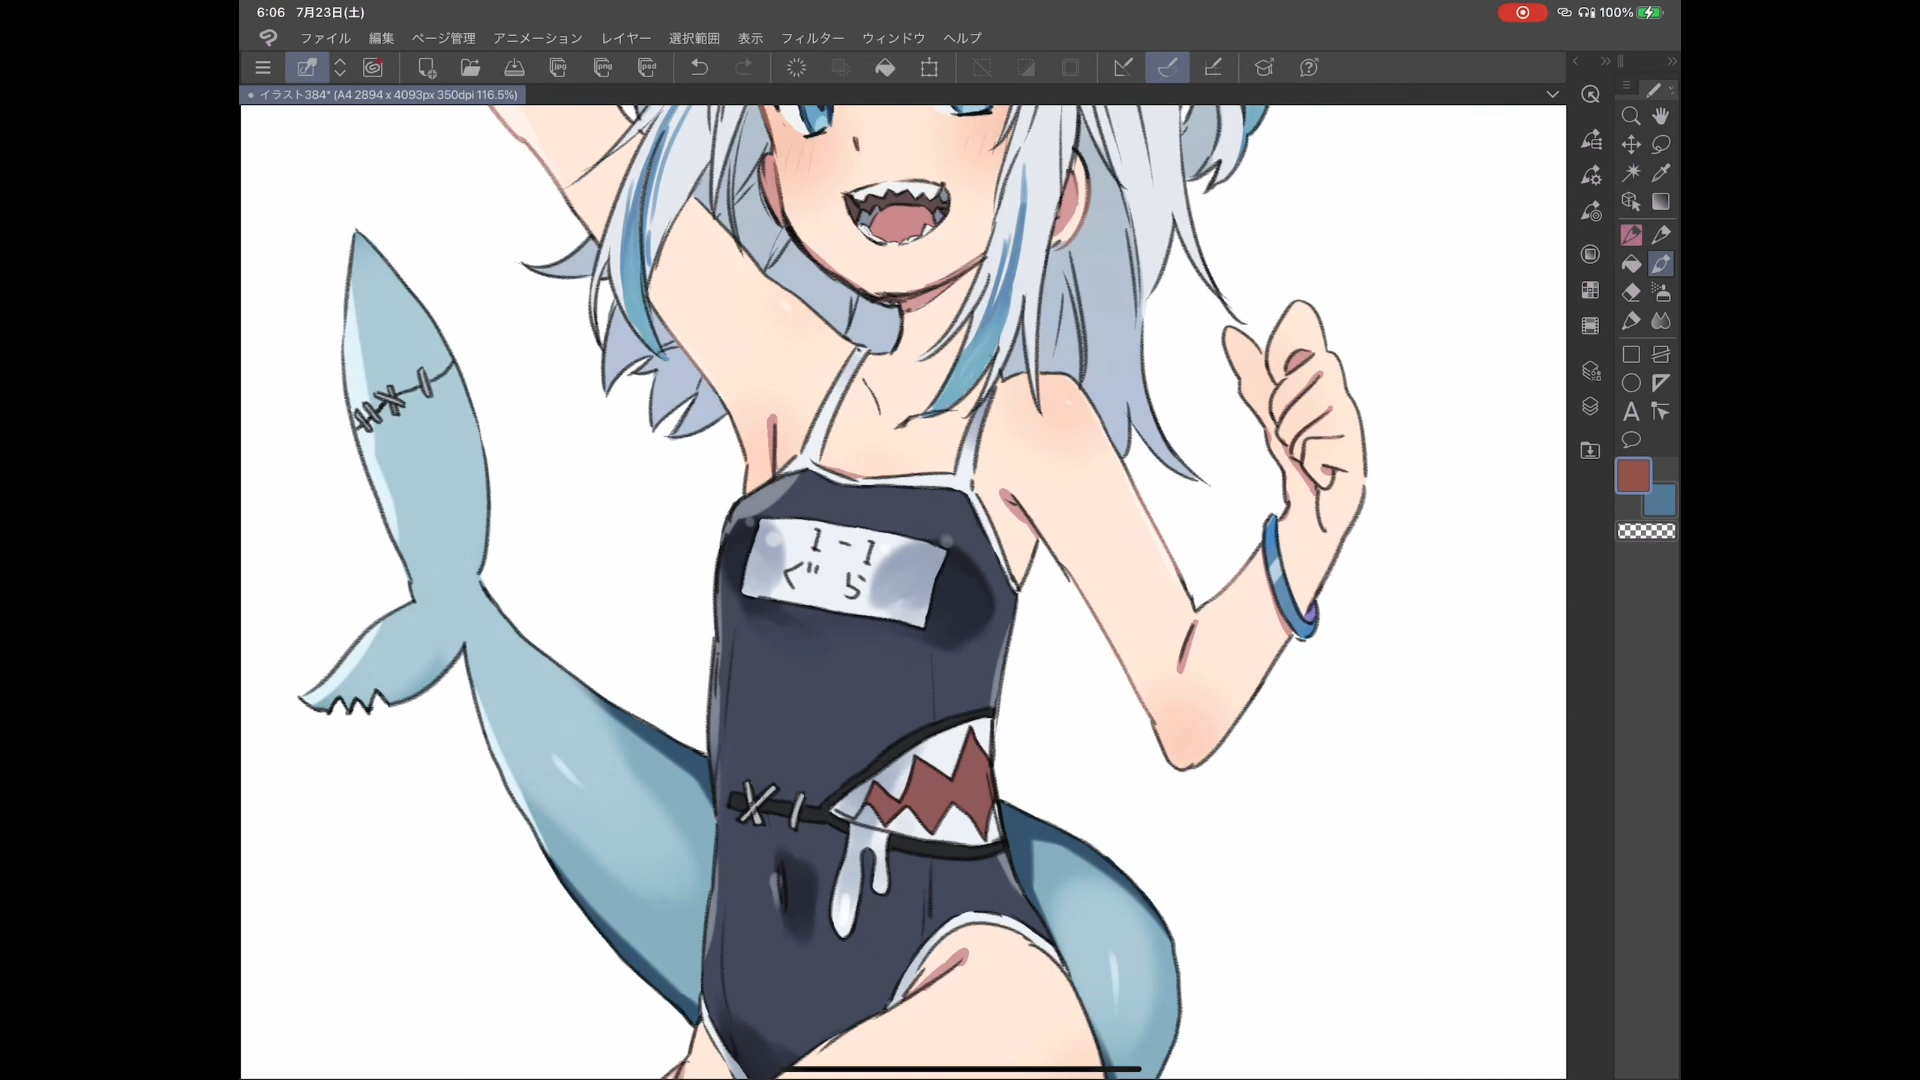 6:06 7月23日(土)
100%
ファイル 編集 ページ管理 アニメーション レイヤー 選択範囲 表示 フィルター ウィンドウ ヘルプ
jpg png psd
イラスト384* (A4 2894 x 4093px 350dpi 116.5%)
1-1
ぐら